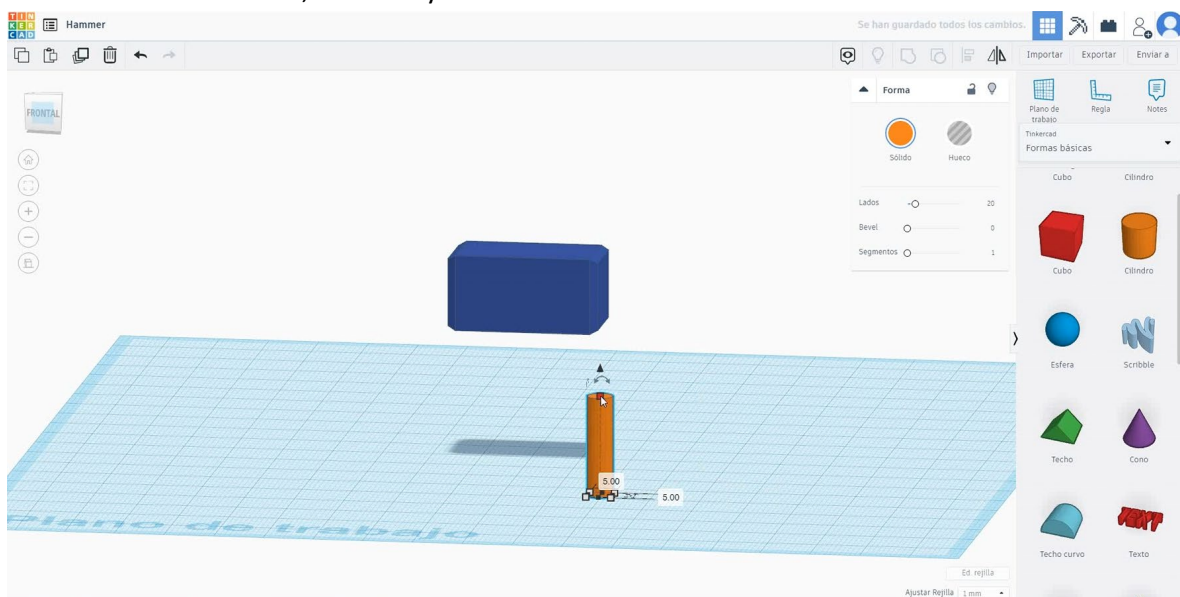 TIN
KER
CAD
Hammer
Se han guardado todos los cambios.
Importar
Exportar
Enviar a
FRONTAL
Forma
Sólido
Hueco
Lados
20
Bevel
0
Segmentos
1
Plano de
trabajo
Regla
Notes
Tinkercad
Formas básicas
Cubo
Cilindro
Cubo
Cilindro
Esfera
Scribble
Techo
Cono
Techo curvo
TEXT
Texto
5.00
5.00
plano de trabajo
Ed. rejilla
Ajustar Rejilla
1 mm